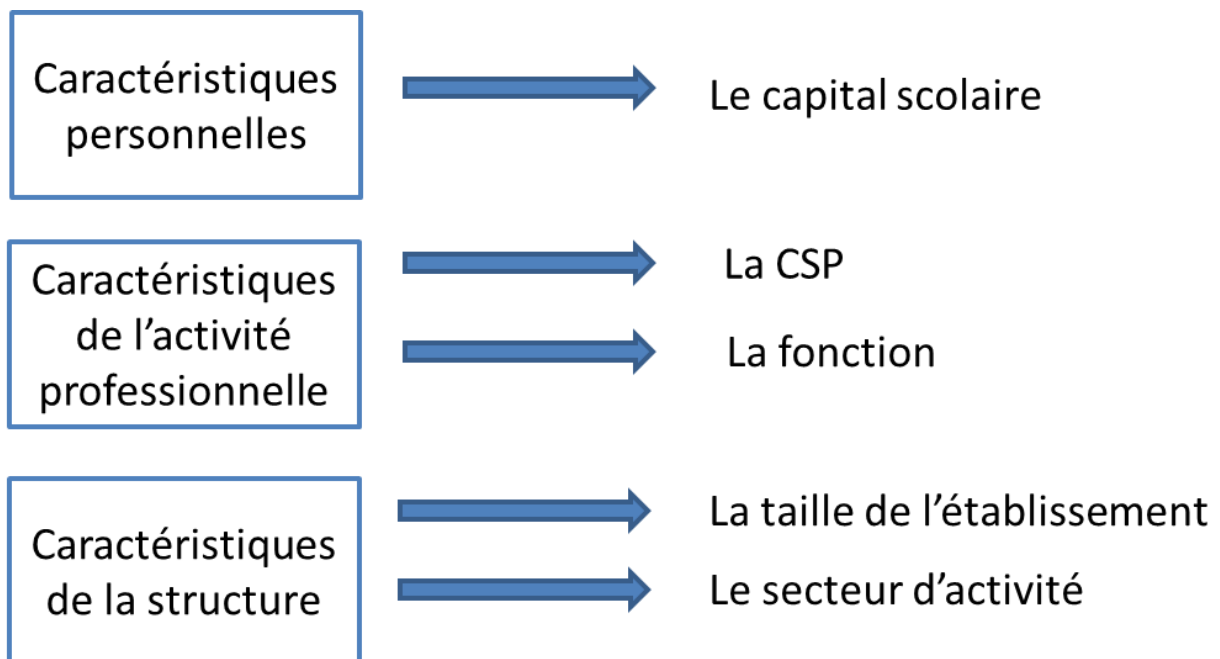 Caractéristiques
personnelles
Le capital scolaire
Caractéristiques
de l’activité
professionnelle
La CSP
La fonction
Caractéristiques
de la structure
La taille de l’établissement
Le secteur d’activité